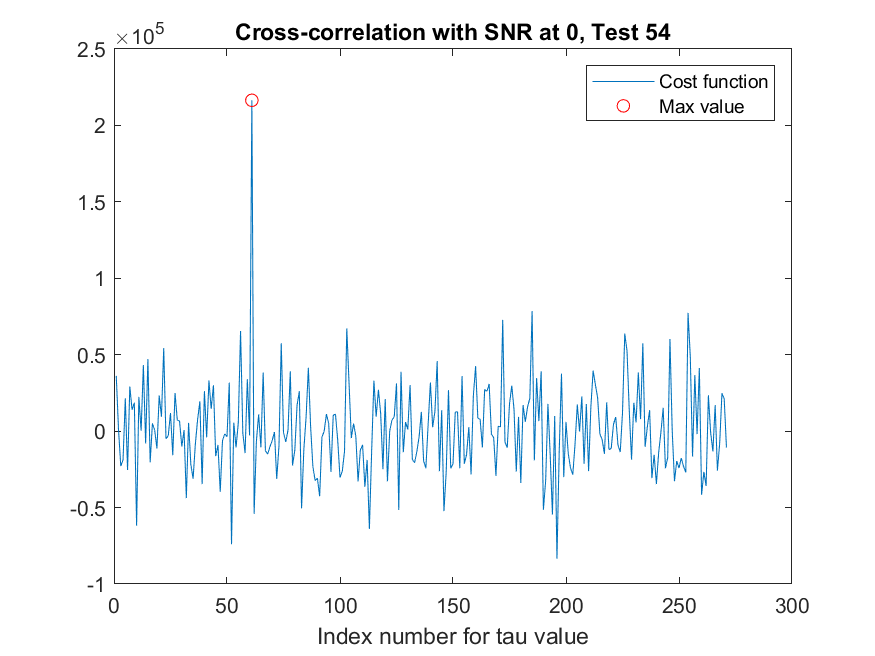 Cross-correlation with SNR at 0, Test 54
×10^5
2.5
2
1.5
1
0.5
0
-0.5
-1
0 50 100 150 200 250 300
Index number for tau value
Cost function
Max value